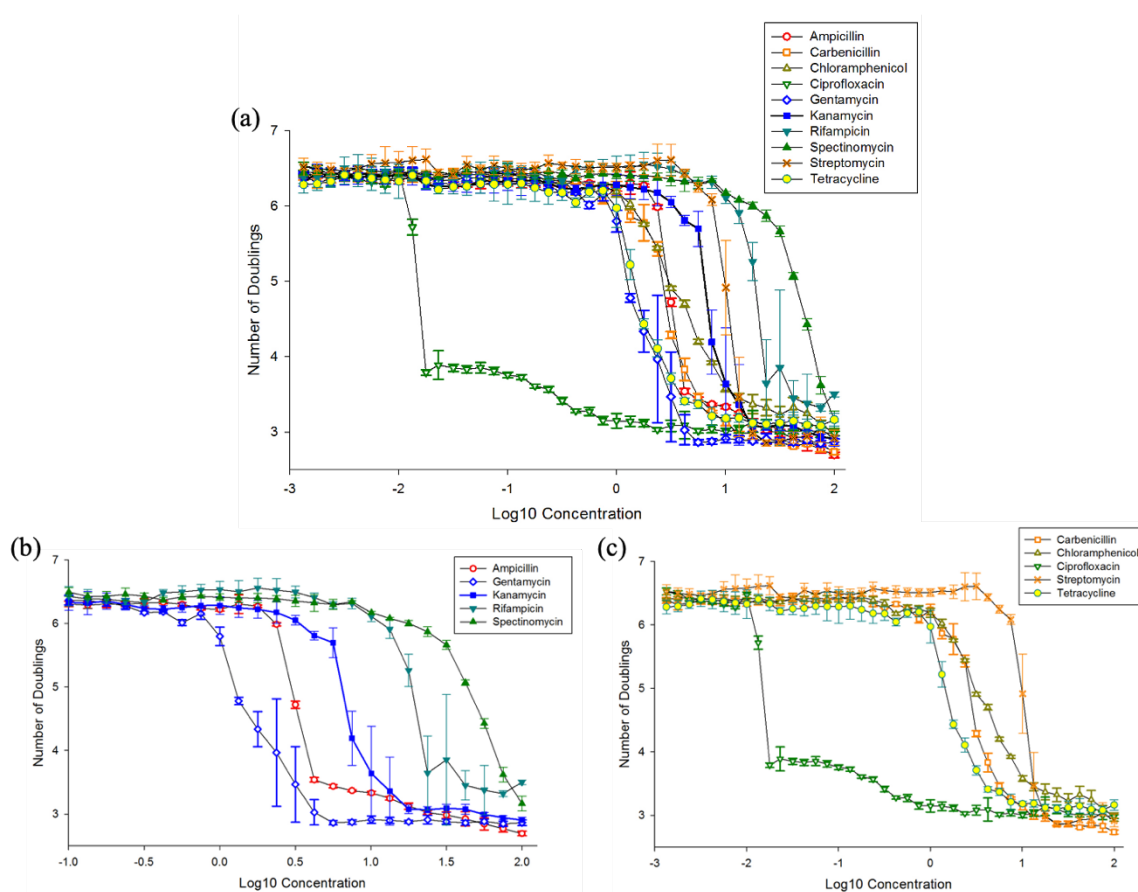 Ampicillin
Carbenicillin
Chloramphenicol
Ciprofloxacin
Gentamycin
Kanamycin
Rifampicin
Spectinomycin
Streptomycin
Tetracycline
(a)
7
6
5
4
3
Number of Doublings
-3 -2 -1 0 1 2
Log10 Concentration
(b)
Ampicillin
Gentamycin
Kanamycin
Rifampicin
Spectinomycin
7
6
5
4
3
Number of Doublings
-1.0 -0.5 0.0 0.5 1.0 1.5 2.0
Log10 Concentration
(c)
Carbenicillin
Chloramphenicol
Ciprofloxacin
Streptomycin
Tetracycline
7
6
5
4
3
Number of Doublings
-3 -2 -1 0 1 2
Log10 Concentration